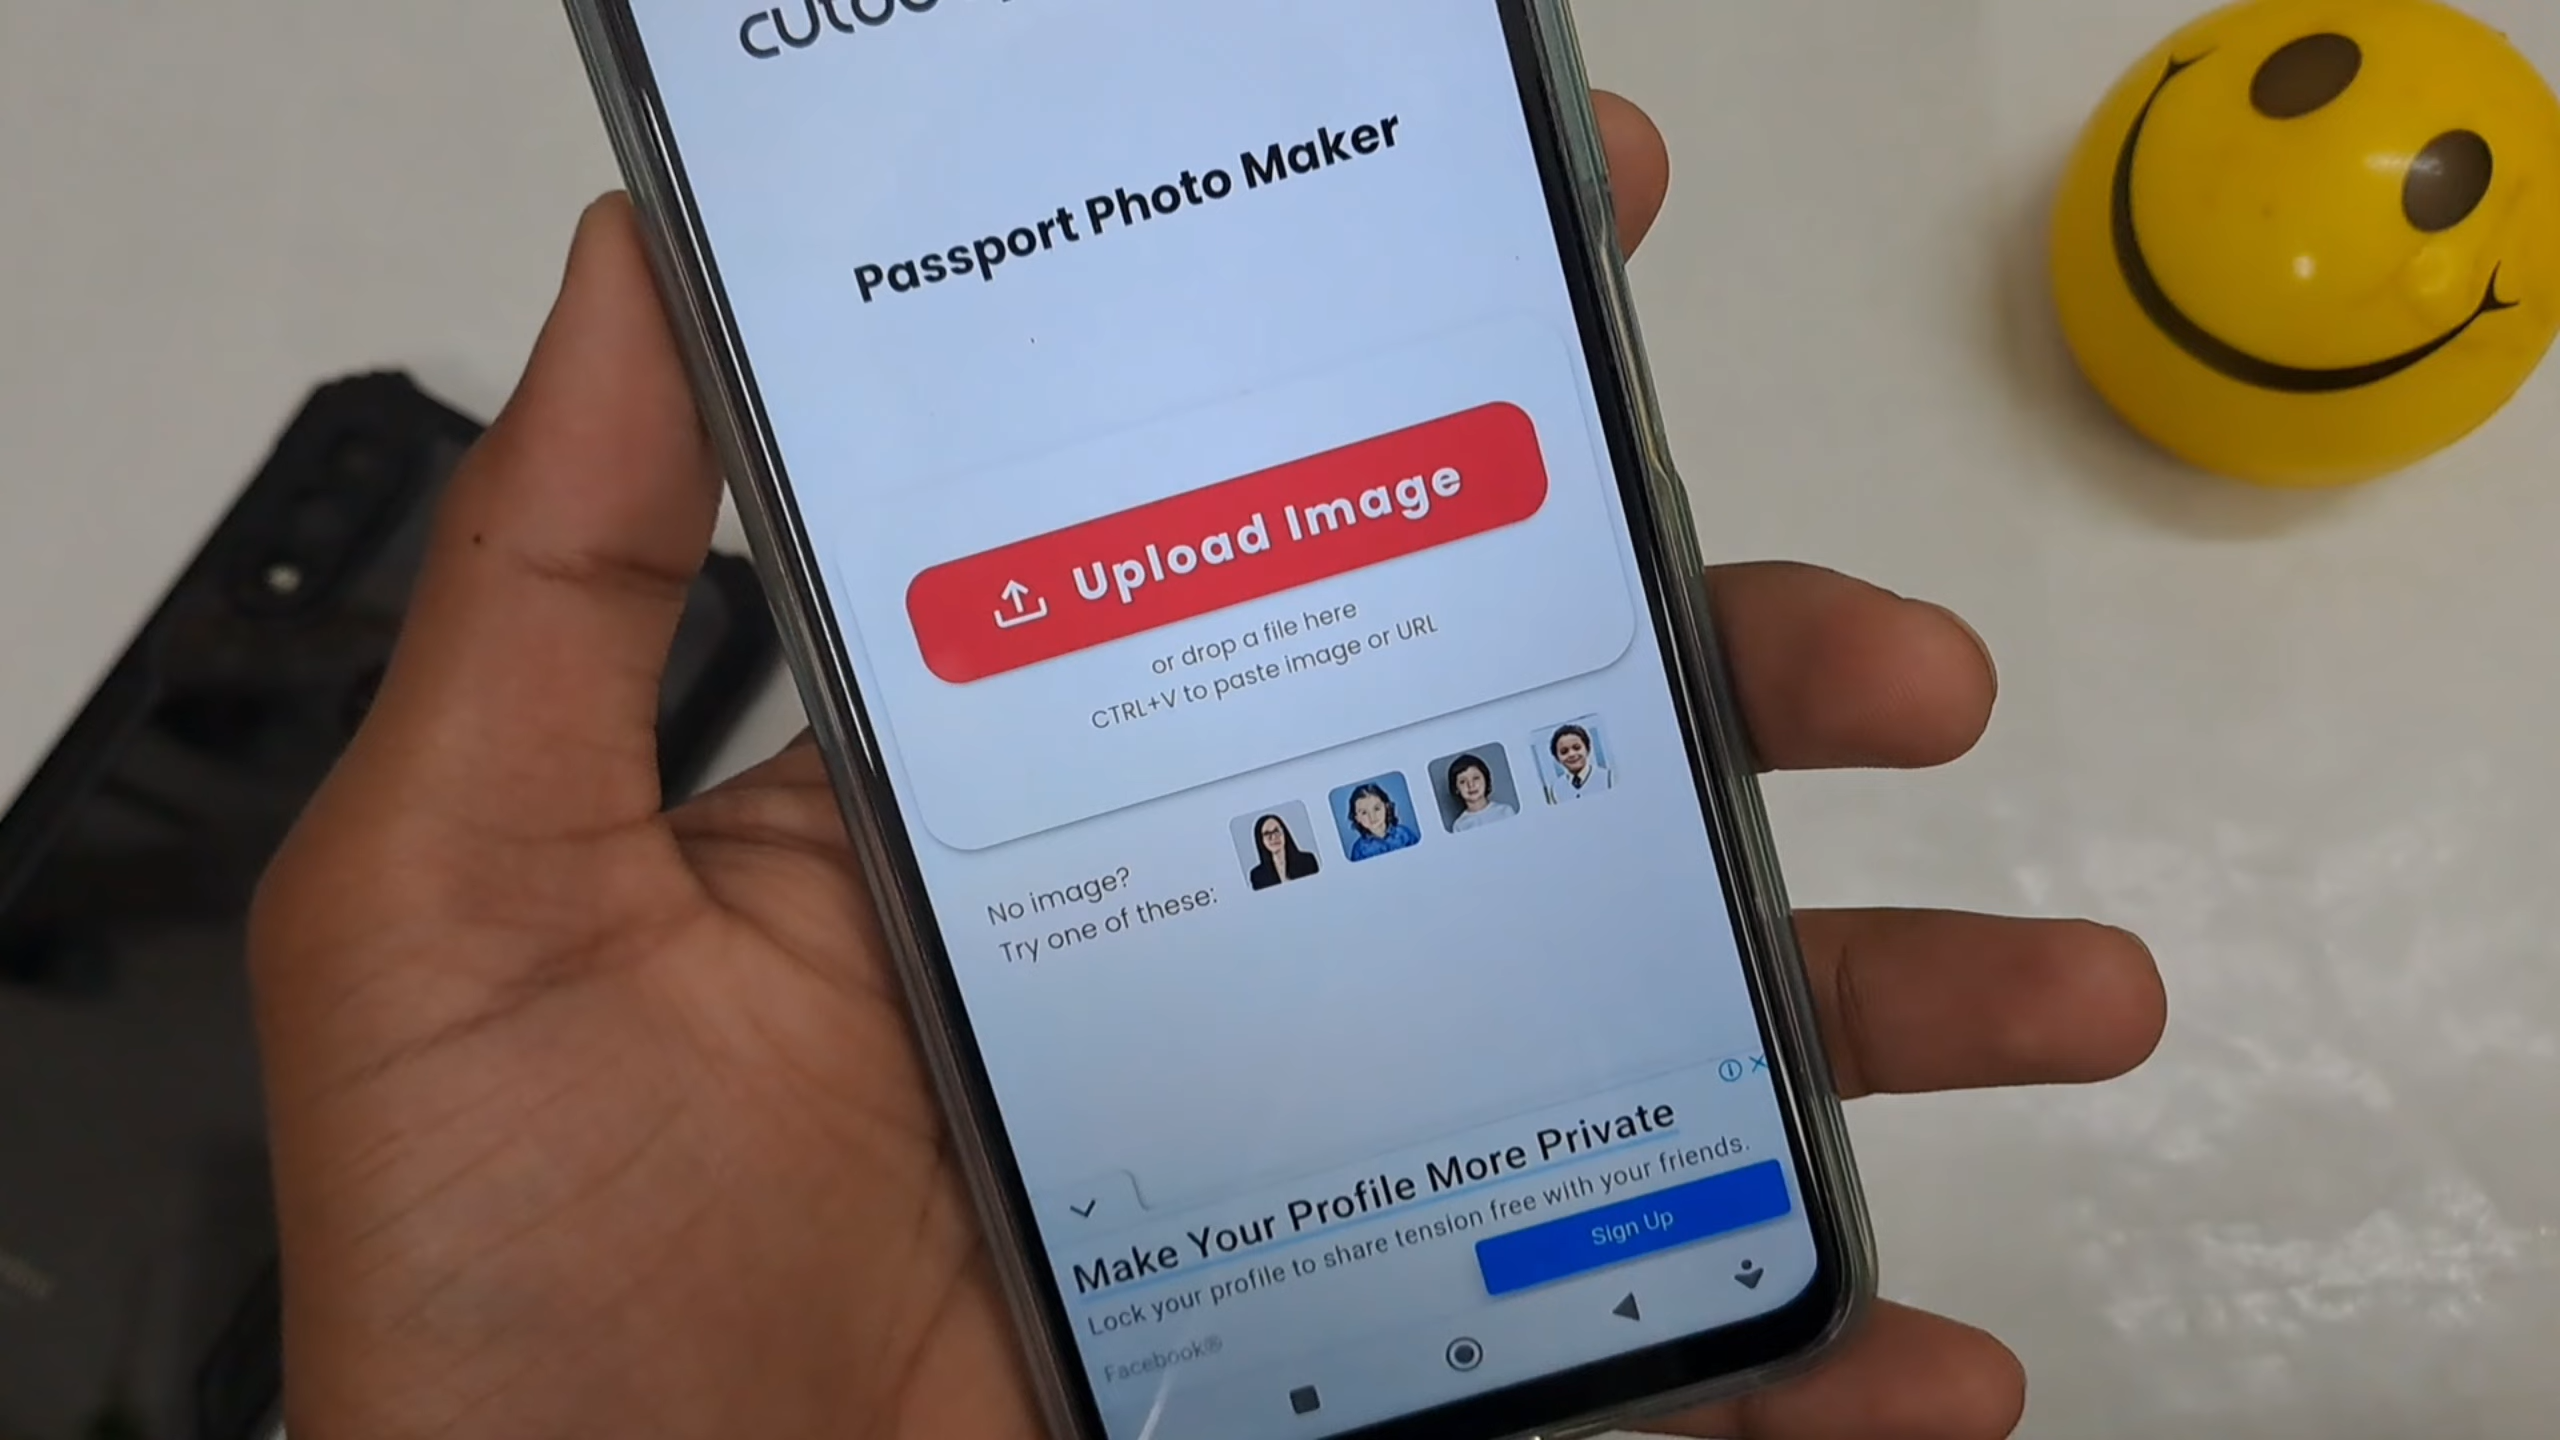 Passport Photo Maker
Upload Image
or drop a file here
CTRL+V to paste image or URL
No image?
Try one of these:
Make Your Profile More Private
Lock your profile to share tension free with your friends.
Sign Up
Facebook®